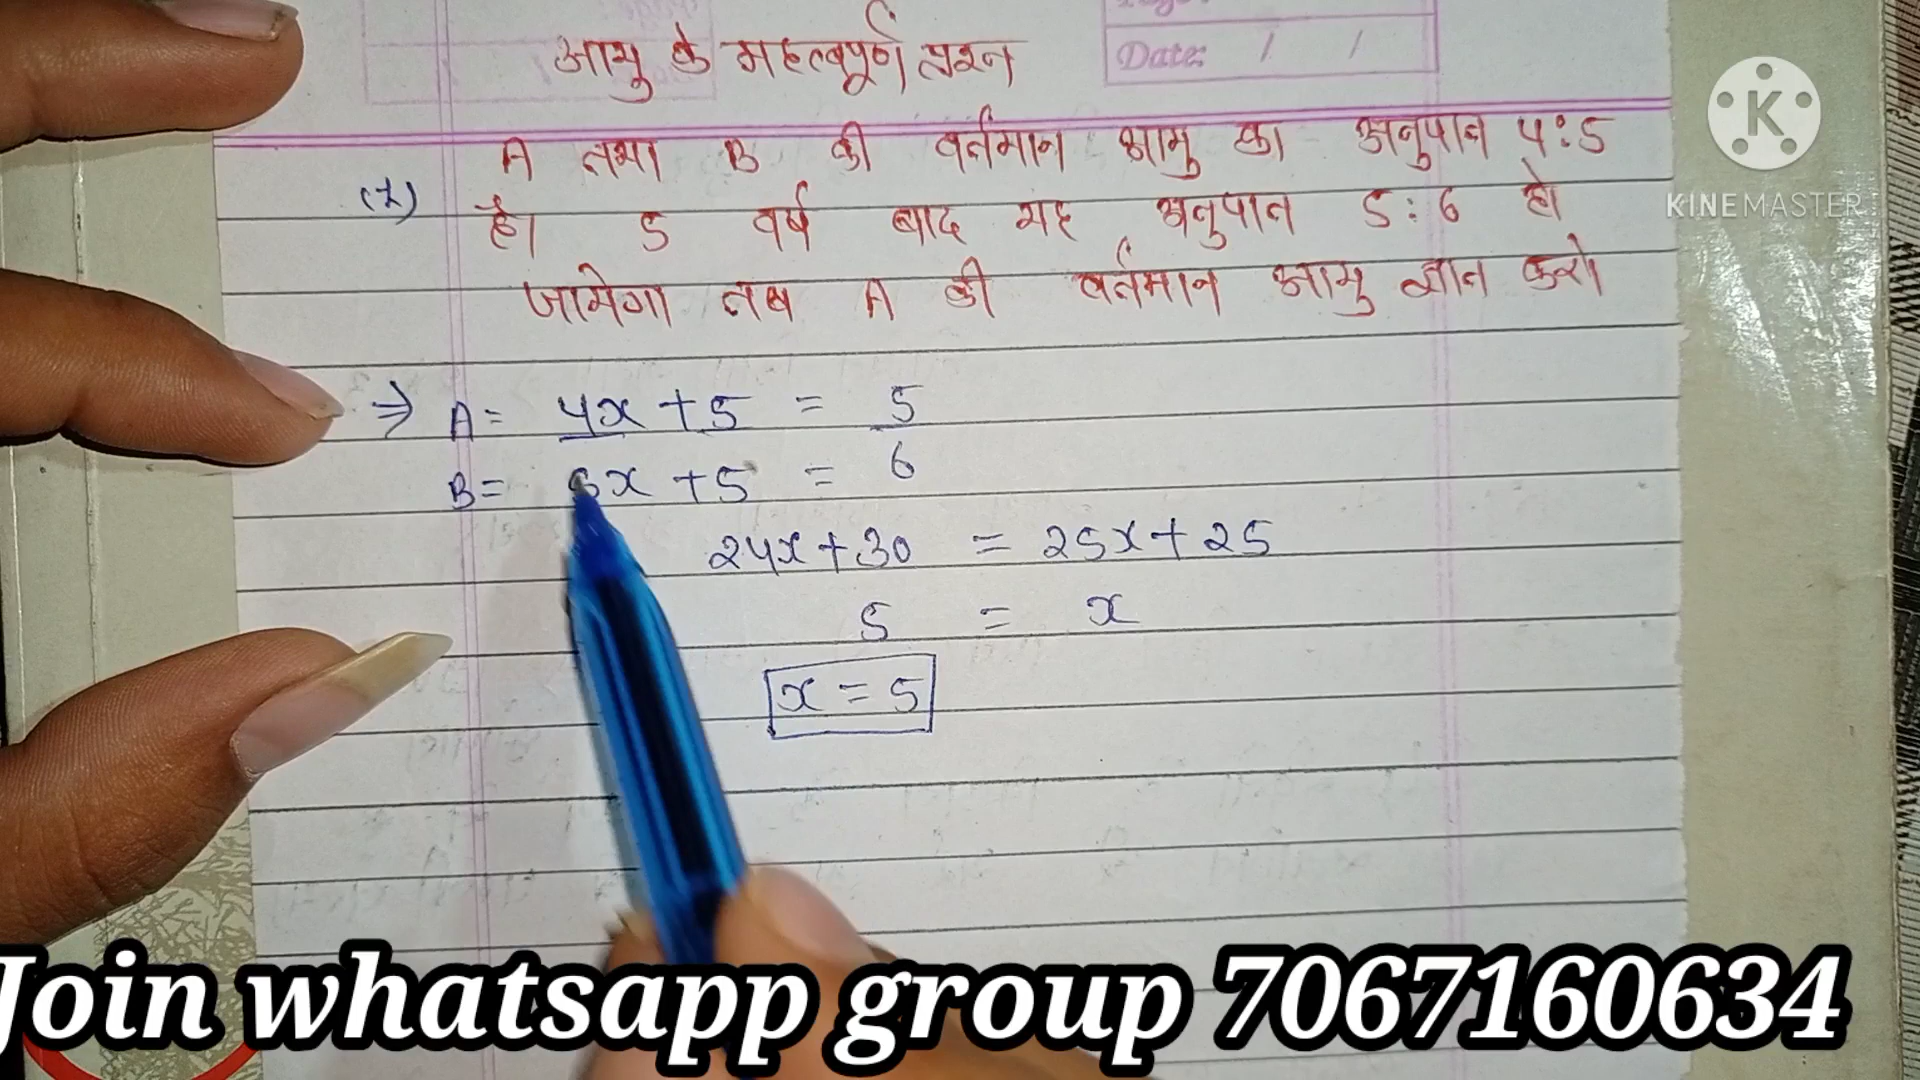 Date: / /
आयु के महत्वपूर्ण प्रश्न
K
KINEMASTER
(1) A तथा B की वर्तमान आयु का अनुपात 4:5
है। 5 वर्ष बाद यह अनुपात 5:6 हो
जायेगा तब A की वर्तमान आयु ज्ञात करो
⇒ A = 4x + 5 = 5
B = 5x + 5 = 6
24x + 30 = 25x + 25
5 = x
x = 5
Join whatsapp group 7067160634